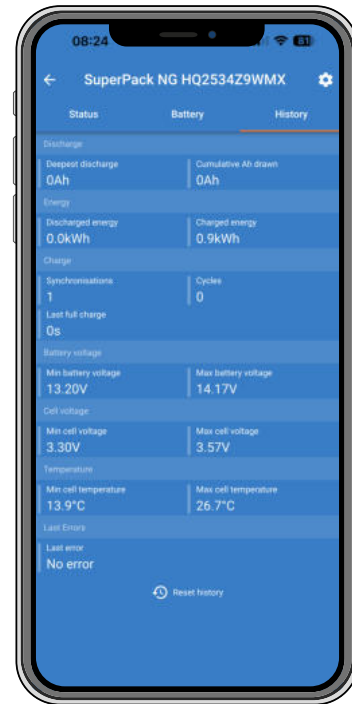 08:24
61
SuperPack NG HQ2534Z9WMX
Status Battery History
Discharge
Deepest discharge Cumulative Ah drawn
0Ah 0Ah
Energy
Discharged energy Charged energy
0.0kWh 0.9kWh
Charge
Synchronisations Cycles
1 0
Last full charge
0s
Battery voltage
Min battery voltage Max battery voltage
13.20V 14.17V
Cell voltage
Min cell voltage Max cell voltage
3.30V 3.57V
Temperature
Min cell temperature Max cell temperature
13.9°C 26.7°C
Last Errors
Last error
No error
Reset history